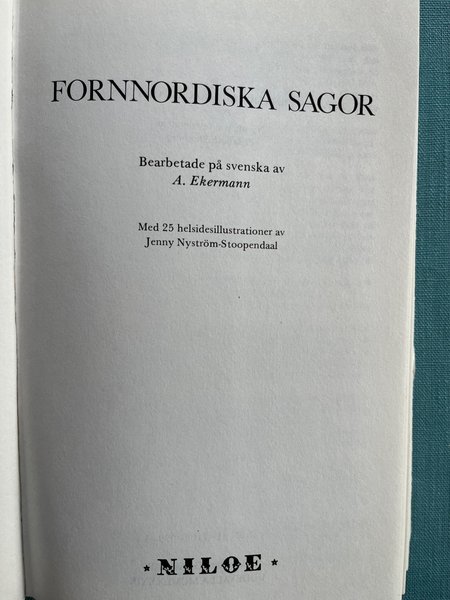 FORNNORDISKA SAGOR
Bearbetade på svenska av
A. Ekermann
Med 25 helsidesillustrationer av
Jenny Nyström-Stoopendaal
* NILOE *